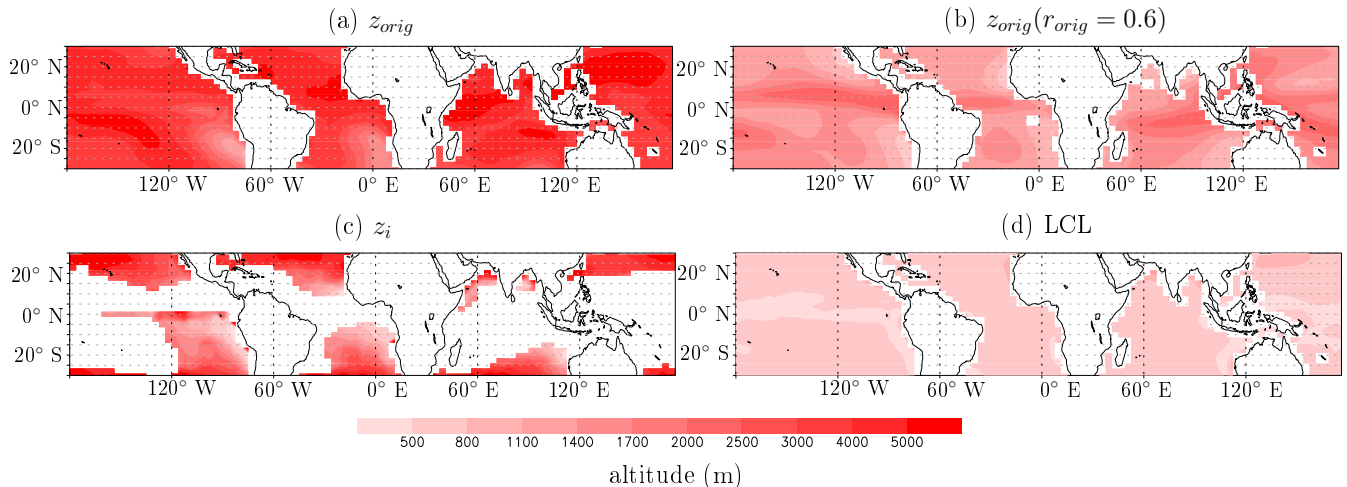 (a) z_orig
(b) z_orig(r_orig = 0.6)
20° N
0° N
20° S
120° W 60° W 0° E 60° E 120° E
20° N
0° N
20° S
120° W 60° W 0° E 60° E 120° E
(c) z_i
(d) LCL
20° N
0° N
20° S
120° W 60° W 0° E 60° E 120° E
20° N
0° N
20° S
120° W 60° W 0° E 60° E 120° E
500 800 1100 1400 1700 2000 2500 3000 4000 5000
altitude (m)